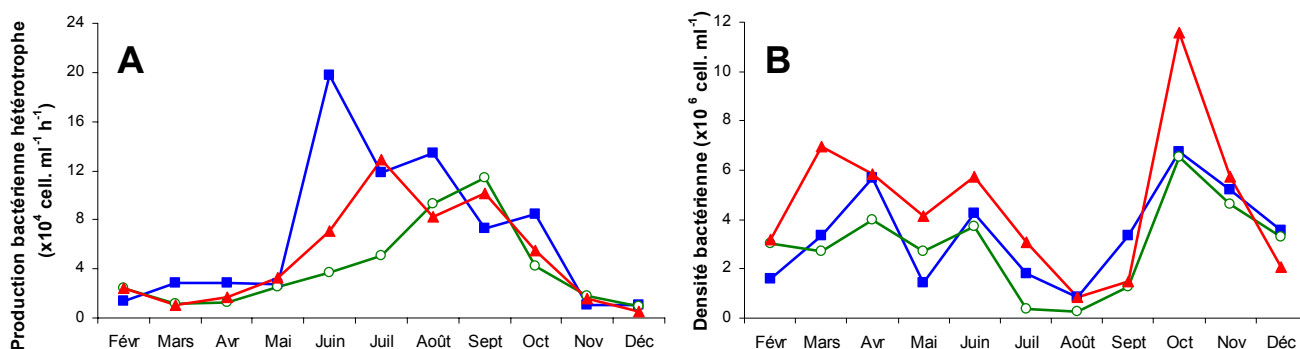 Production bactérienne hétérotrophe
(x10⁴ cell. ml⁻¹ h⁻¹)
24
20
16
12
8
4
0
A
Févr Mars Avr Mai Juin Juil Août Sept Oct Nov Déc
Densité bactérienne (x10 ⁶ cell. ml⁻¹)
12
10
8
6
4
2
0
B
Févr Mars Avr Mai Juin Juil Août Sept Oct Nov Déc